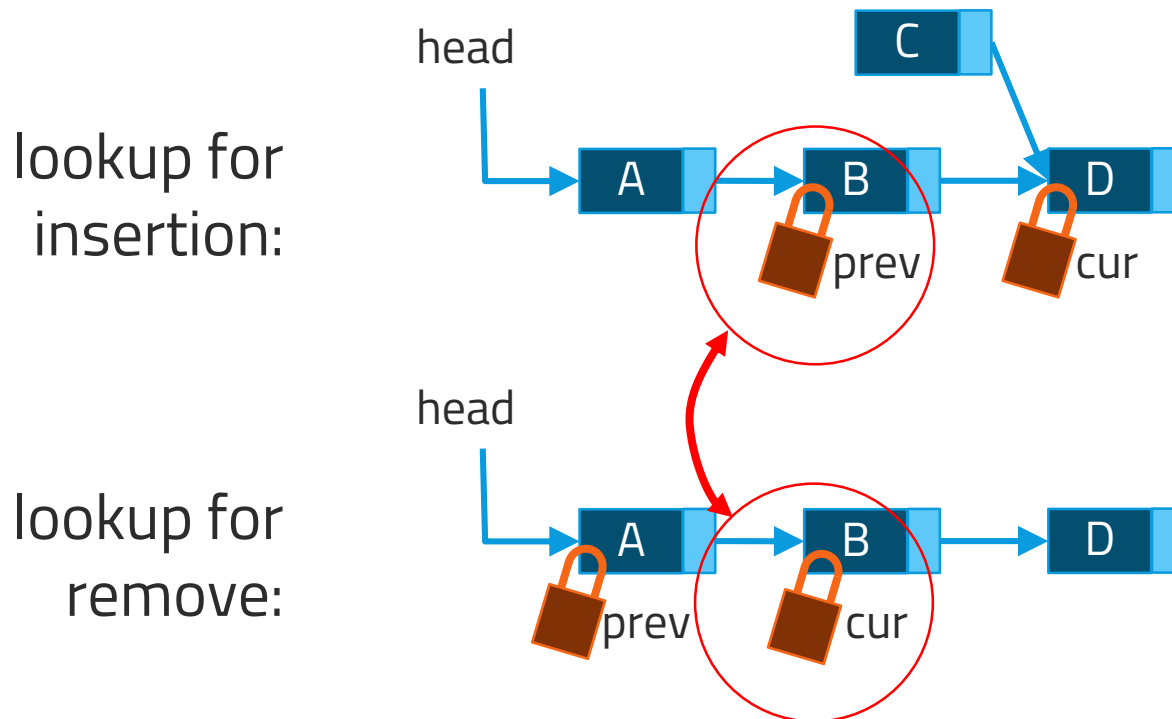 head
C
lookup for
insertion:
A
B
D
prev
cur
head
lookup for
remove:
A
B
D
prev
cur